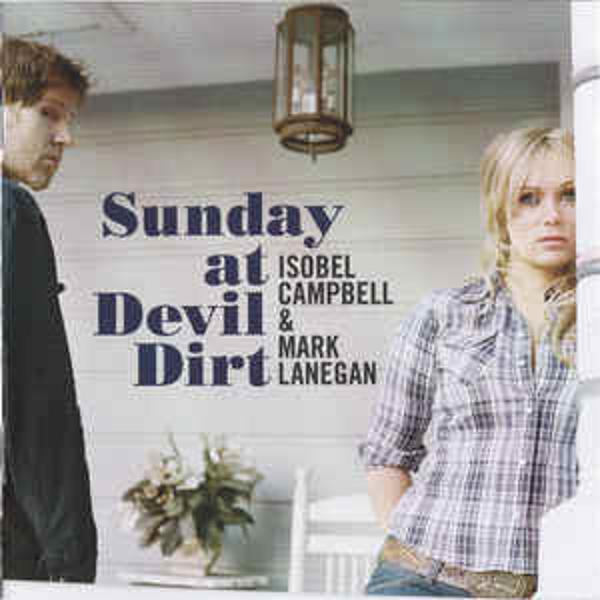 Sunday
at
Devil
Dirt
ISOBEL
CAMPBELL
&
MARK
LANEGAN